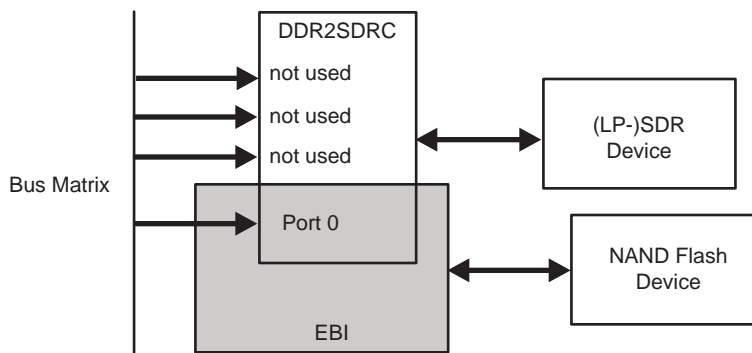 DDR2SDRC
not used
not used
not used
(LP-)SDR
Device
Bus Matrix
Port 0
NAND Flash
Device
EBI